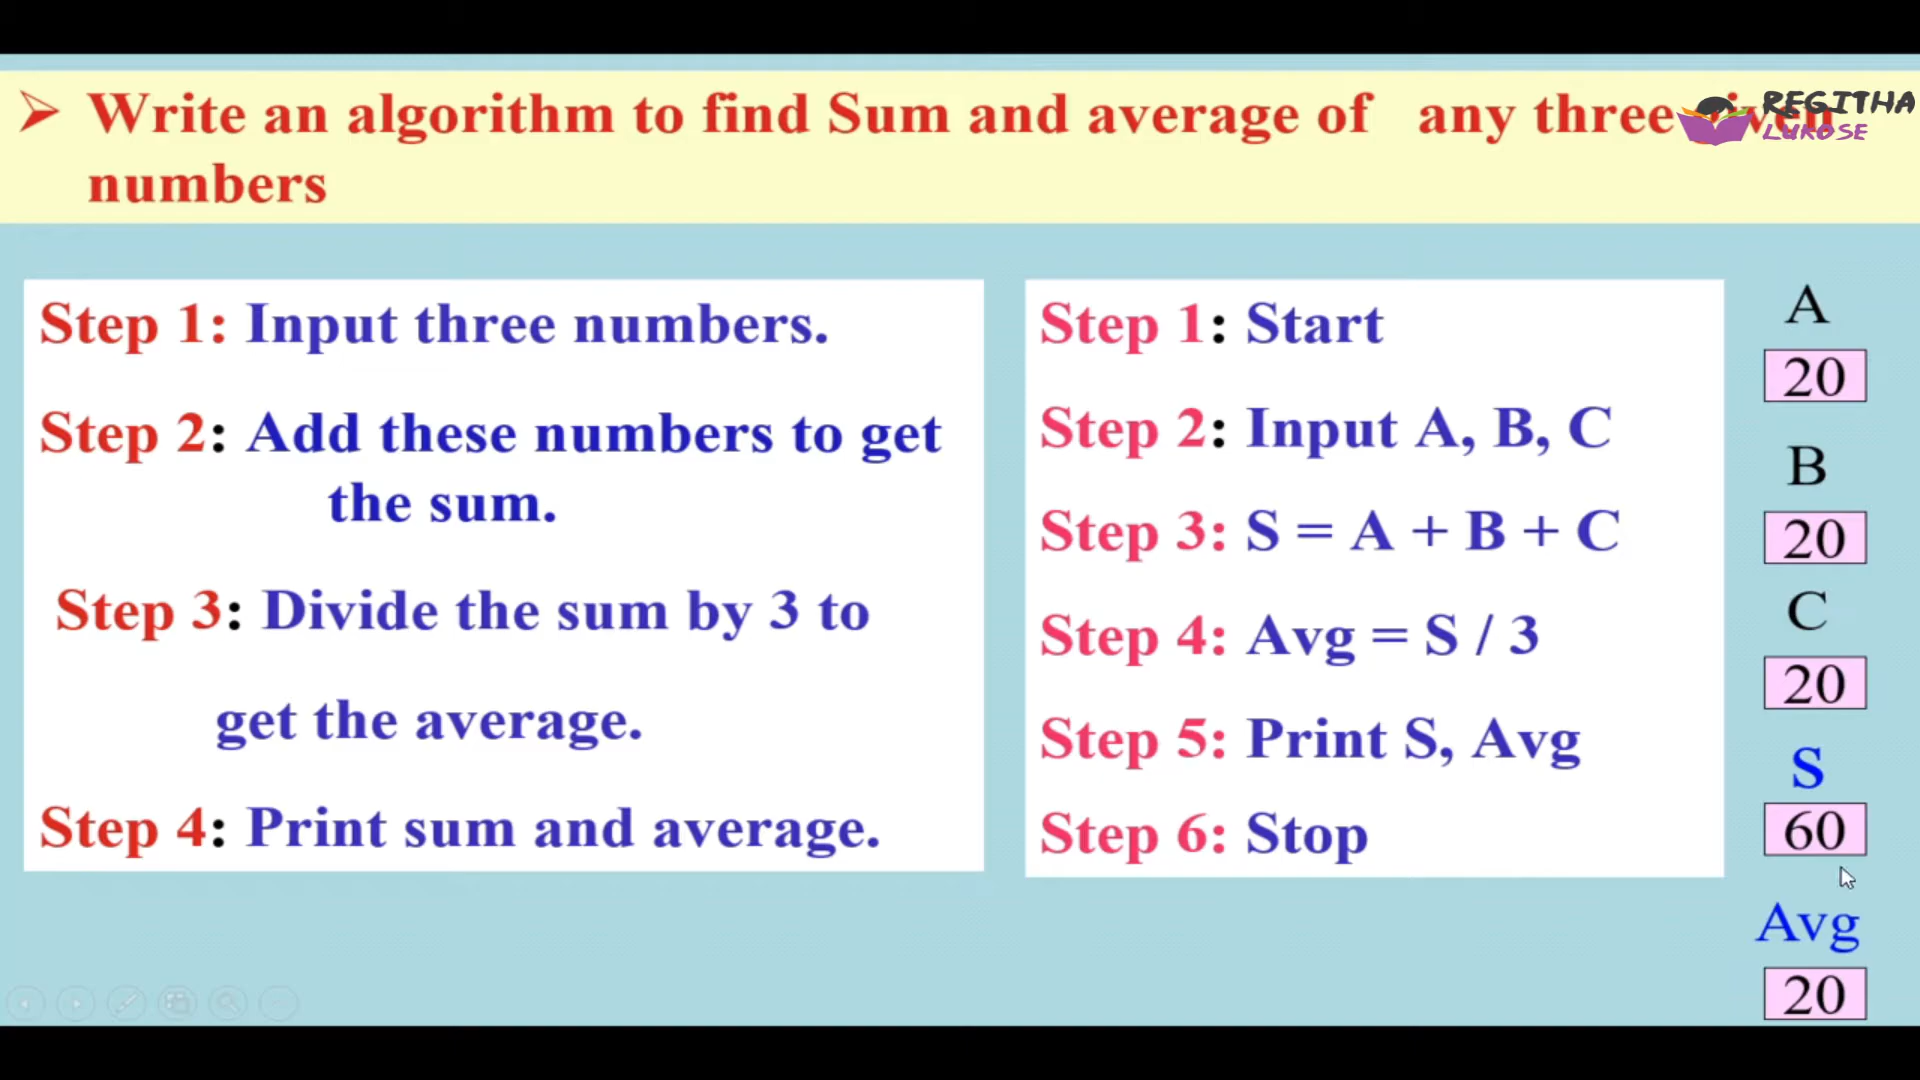 Write an algorithm to find Sum and average of any three
numbers
REGITHA
LUKOSE
Step 1: Input three numbers.
Step 2: Add these numbers to get
the sum.
Step 3: Divide the sum by 3 to
get the average.
Step 4: Print sum and average.
Step 1: Start
Step 2: Input A, B, C
Step 3: S = A + B + C
Step 4: Avg = S / 3
Step 5: Print S, Avg
Step 6: Stop
A
20
B
20
C
20
S
60
Avg
20